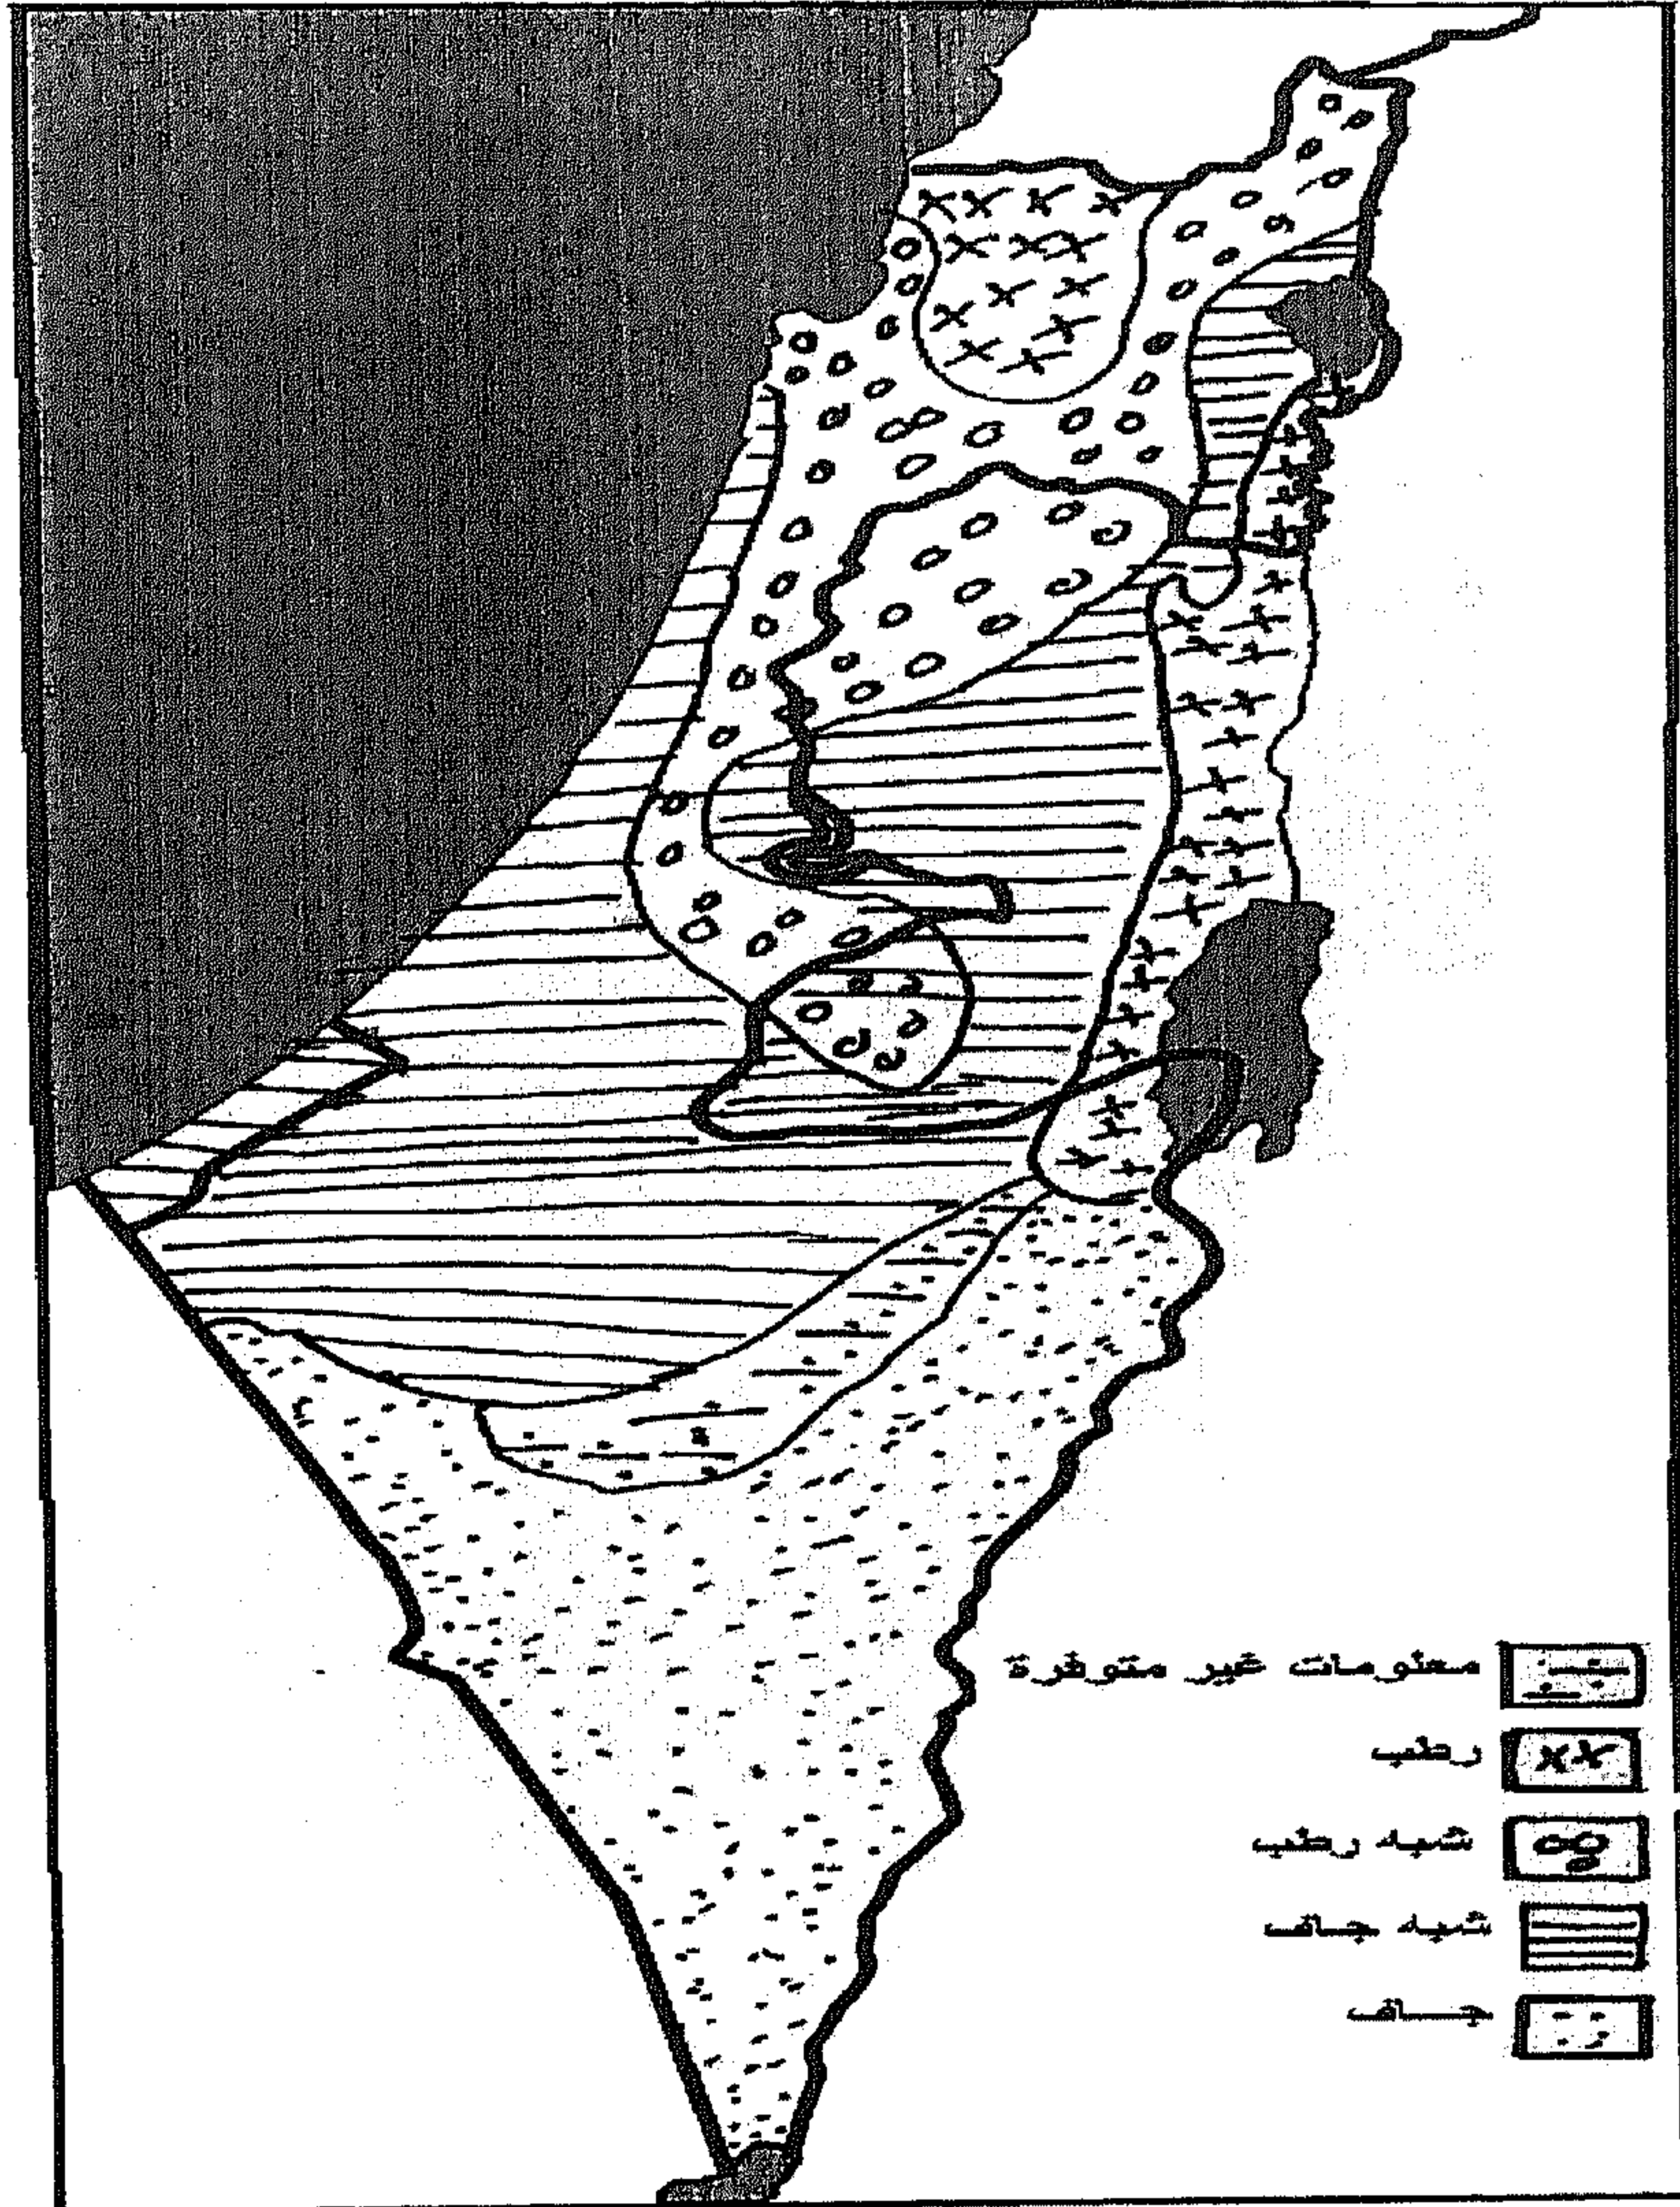 معلومات غير متوفرة
رطب
شبه رطب
شبه جاف
جاف